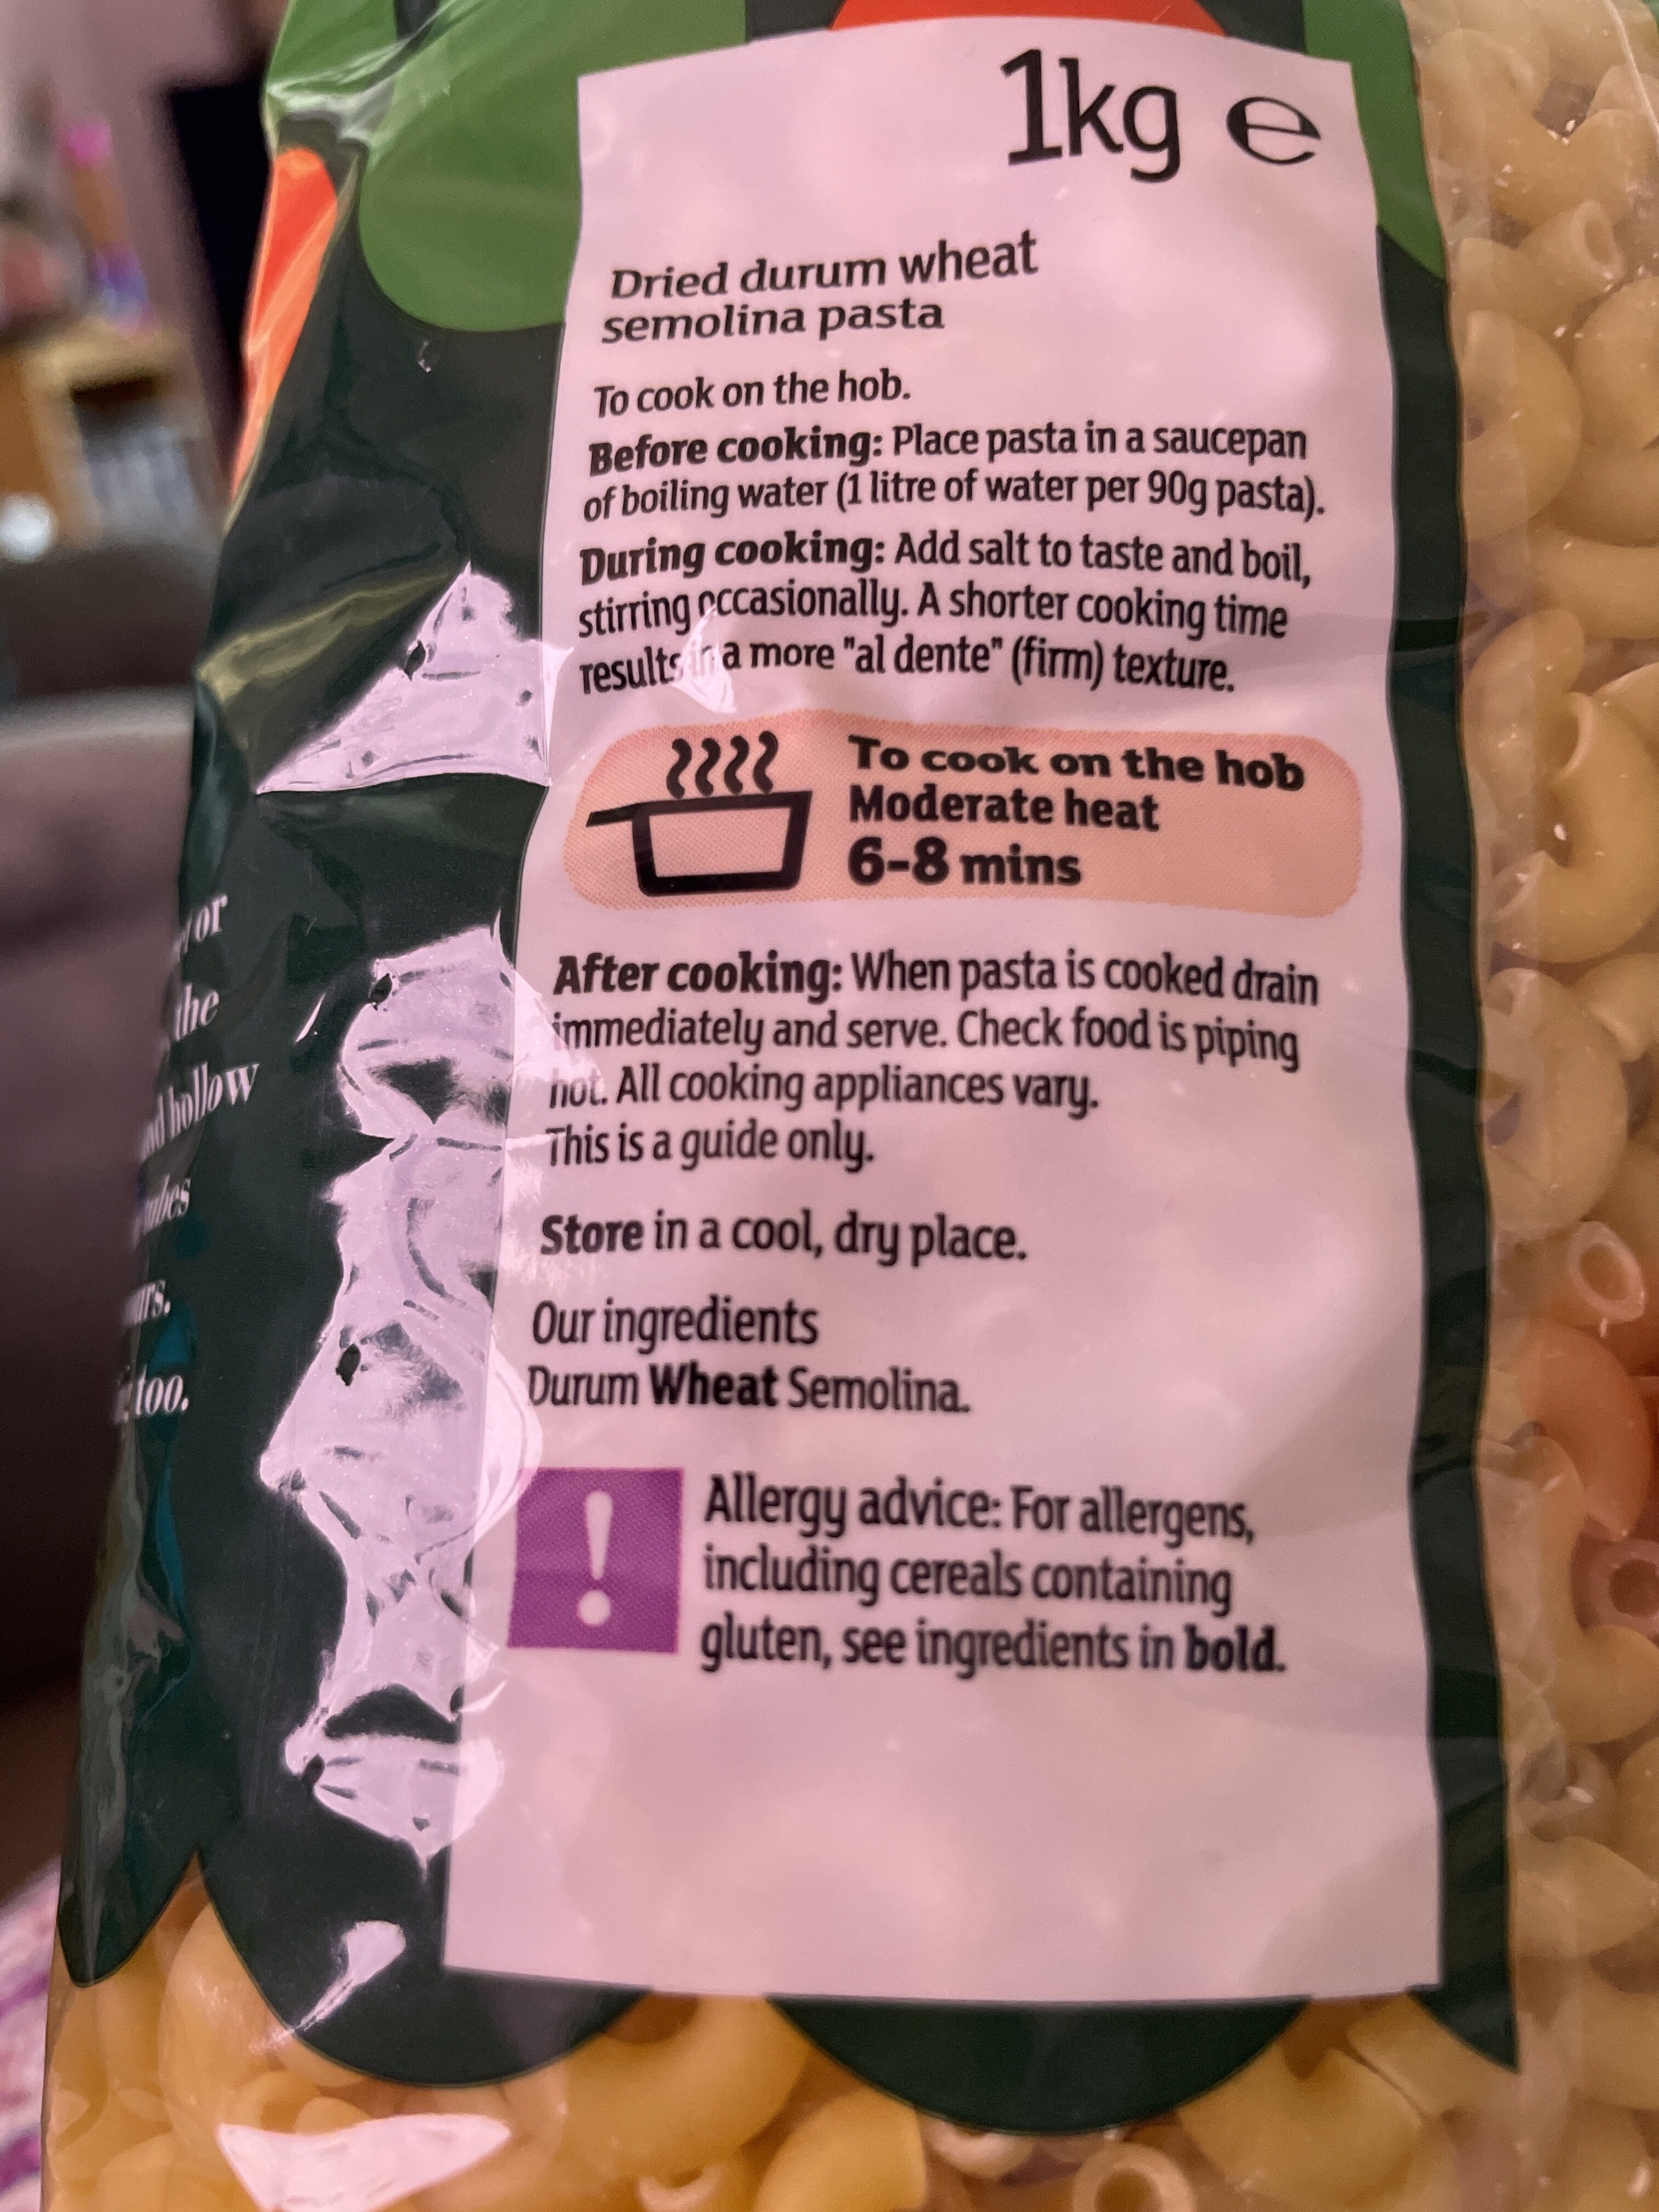 1kg ℮
Dried durum wheat
semolina pasta
To cook on the hob.
Before cooking: Place pasta in a saucepan
of boiling water (1 litre of water per 90g pasta).
During cooking: Add salt to taste and boil,
stirring occasionally. A shorter cooking time
results in a more "al dente" (firm) texture.
To cook on the hob
Moderate heat
6-8 mins
After cooking: When pasta is cooked drain
immediately and serve. Check food is piping
hot. All cooking appliances vary.
This is a guide only.
Store in a cool, dry place.
Our ingredients
Durum Wheat Semolina.
!
Allergy advice: For allergens,
including cereals containing
gluten, see ingredients in bold.
or
the
hollow
too.